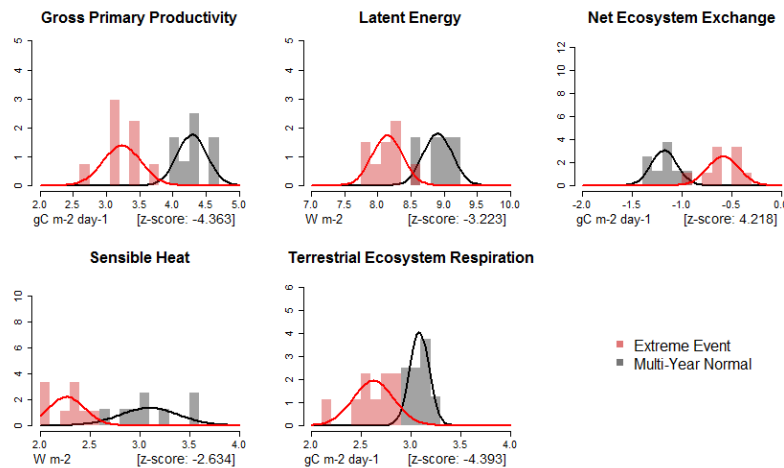 Gross Primary Productivity
5
4
3
2
1
0
2.0 2.5 3.0 3.5 4.0 4.5 5.0
gC m-2 day-1 [z-score: -4.363]
Latent Energy
5
4
3
2
1
0
7.0 7.5 8.0 8.5 9.0 9.5 10.0
W m-2 [z-score: -3.223]
Net Ecosystem Exchange
12
10
8
6
4
2
0
-2.0 -1.5 -1.0 -0.5 0.0
gC m-2 day-1 [z-score: 4.218]
Sensible Heat
10
8
6
4
2
0
2.0 2.5 3.0 3.5 4.0
W m-2 [z-score: -2.634]
Terrestrial Ecosystem Respiration
6
5
4
3
2
1
0
2.0 2.5 3.0 3.5 4.0
gC m-2 day-1 [z-score: -4.393]
Extreme Event
Multi-Year Normal